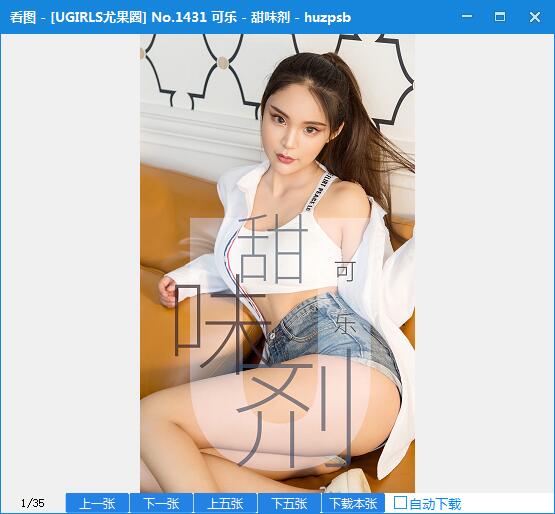 看图 - [UGIRLS尤果圆] No.1431 可乐 - 甜味剂 - huzpsb
甜
味
剂
可
乐
1/35
上一张
下一张
上五张
下五张
下载本张
自动下载